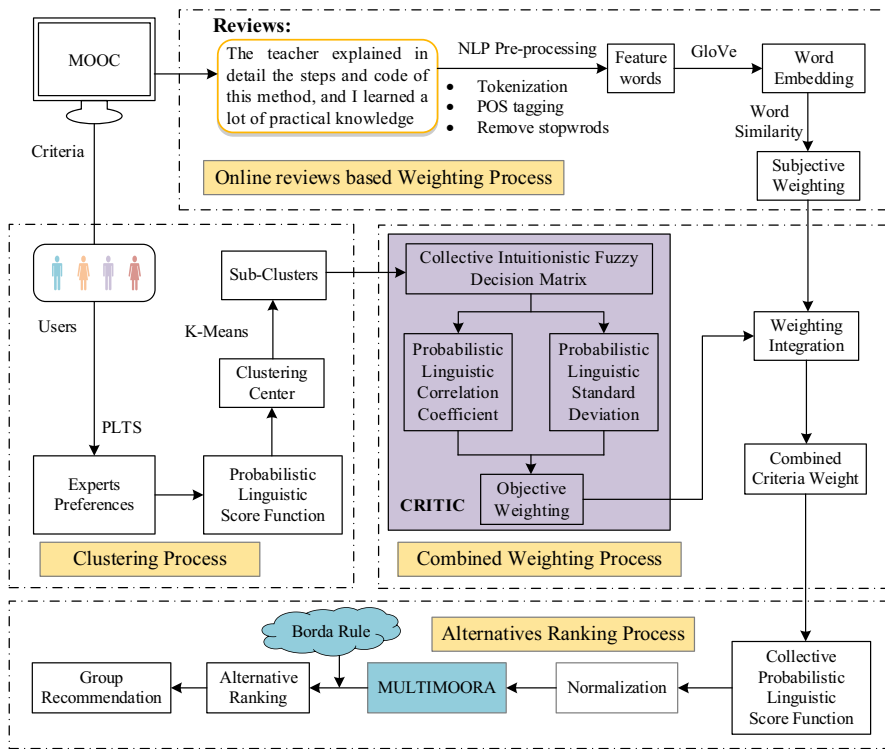 MOOC
Reviews:
The teacher explained in
detail the steps and code of
this method, and I learned a
lot of practical knowledge
NLP Pre-processing
Tokenization
POS tagging
Remove stopwrods
Feature
words
GloVe
Word
Embedding
Word
Similarity
Subjective
Weighting
Online reviews based Weighting Process
Criteria
Users
PLTS
Experts
Preferences
Probabilistic
Linguistic
Score Function
Clustering
Center
K-Means
Sub-Clusters
Clustering Process
Collective Intuitionistic Fuzzy
Decision Matrix
Probabilistic
Linguistic
Correlation
Coefficient
Probabilistic
Linguistic
Standard
Deviation
CRITIC
Objective
Weighting
Weighting
Integration
Combined
Criteria Weight
Combined Weighting Process
Borda Rule
Alternatives Ranking Process
Group
Recommendation
Alternative
Ranking
MULTIMOORA
Normalization
Collective
Probabilistic
Linguistic
Score Function